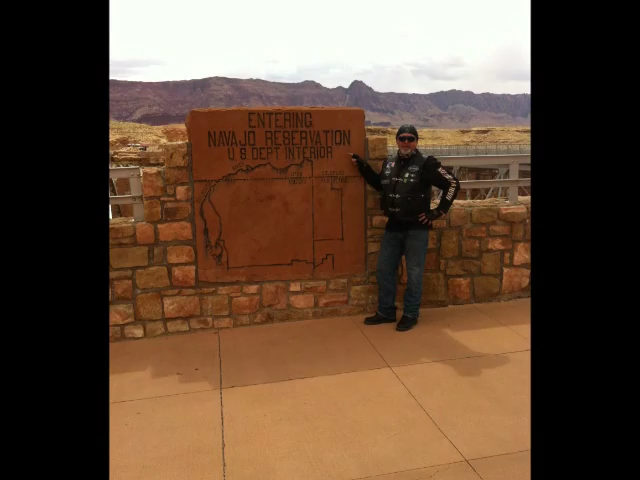 ENTERING
NAVAJO RESERVATION
U S DEPT INTERIOR